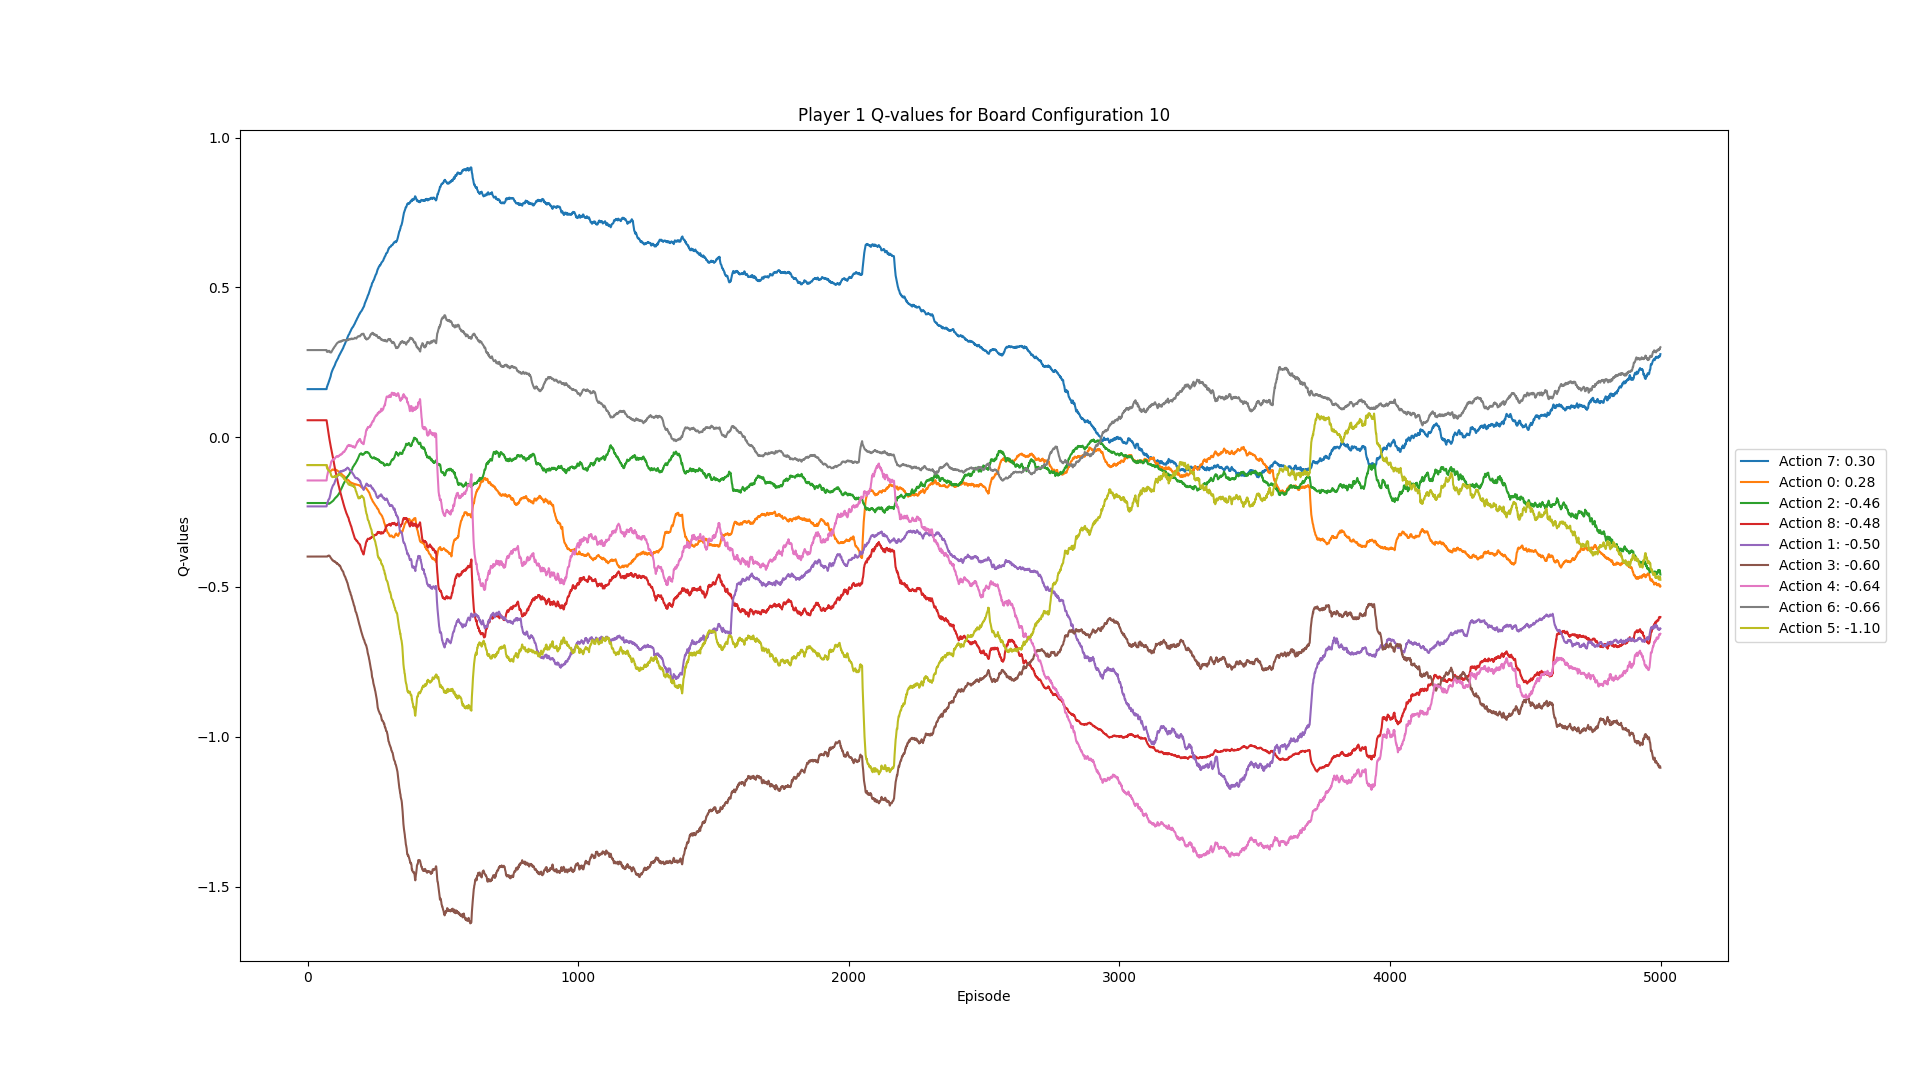 Player 1 Q-values for Board Configuration 10
1.0
0.5
0.0
−0.5
−1.0
−1.5
Q-values
0
1000
2000
3000
4000
5000
Episode
Action 7: 0.30
Action 0: 0.28
Action 2: -0.46
Action 8: -0.48
Action 1: -0.50
Action 3: -0.60
Action 4: -0.64
Action 6: -0.66
Action 5: -1.10